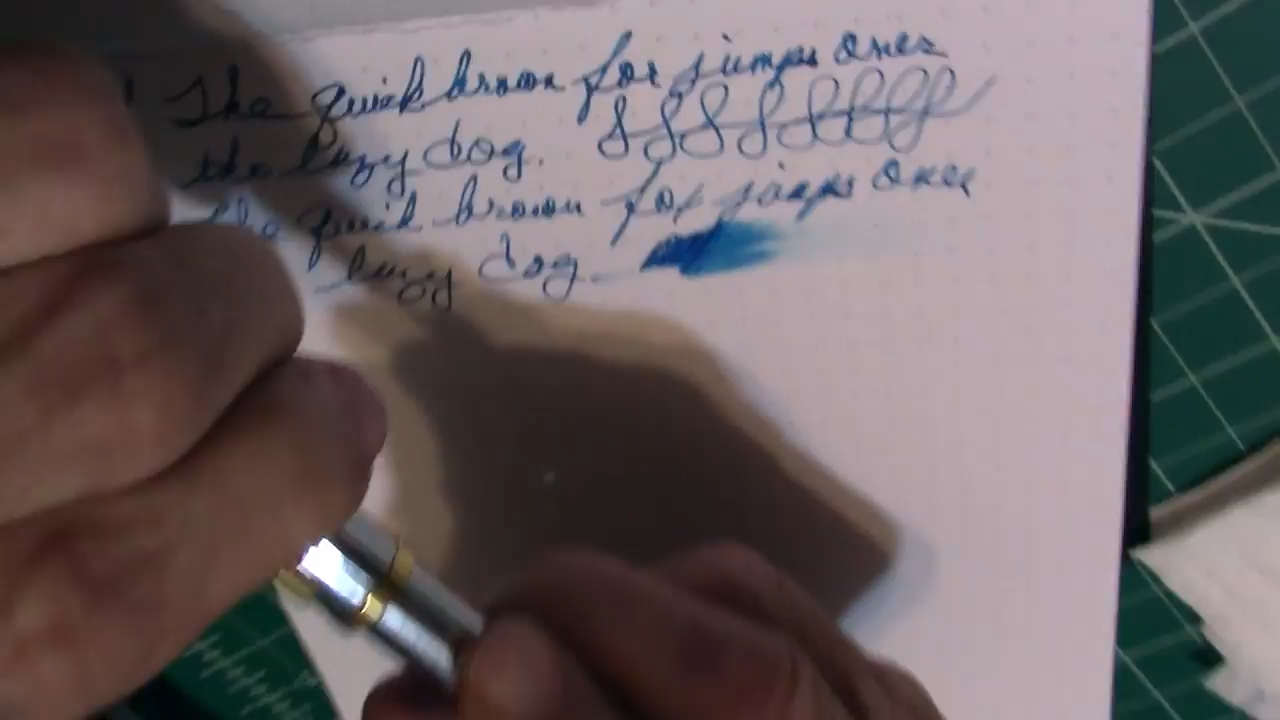 The quick brown fox jumps over
the lazy dog.
the quick brown fox jumps over
lazy dog.